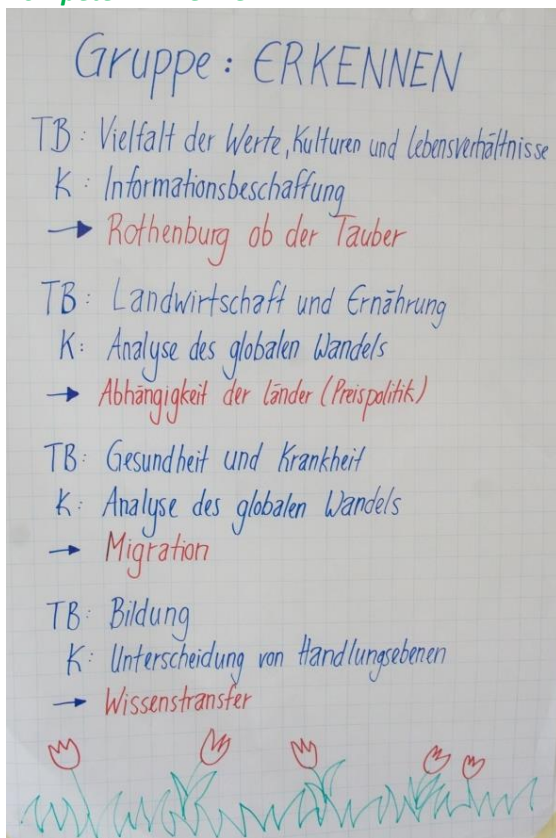 Gruppe: ERKENNEN
TB: Vielfalt der Werte, Kulturen und Lebensverhältnisse
K: Informationsbeschaffung
→ Rothenburg ob der Tauber
TB: Landwirtschaft und Ernährung
K: Analyse des globalen Wandels
→ Abhängigkeit der Länder (Preispolitik)
TB: Gesundheit und Krankheit
K: Analyse des globalen Wandels
→ Migration
TB: Bildung
K: Unterscheidung von Handlungsebenen
→ Wissenstransfer